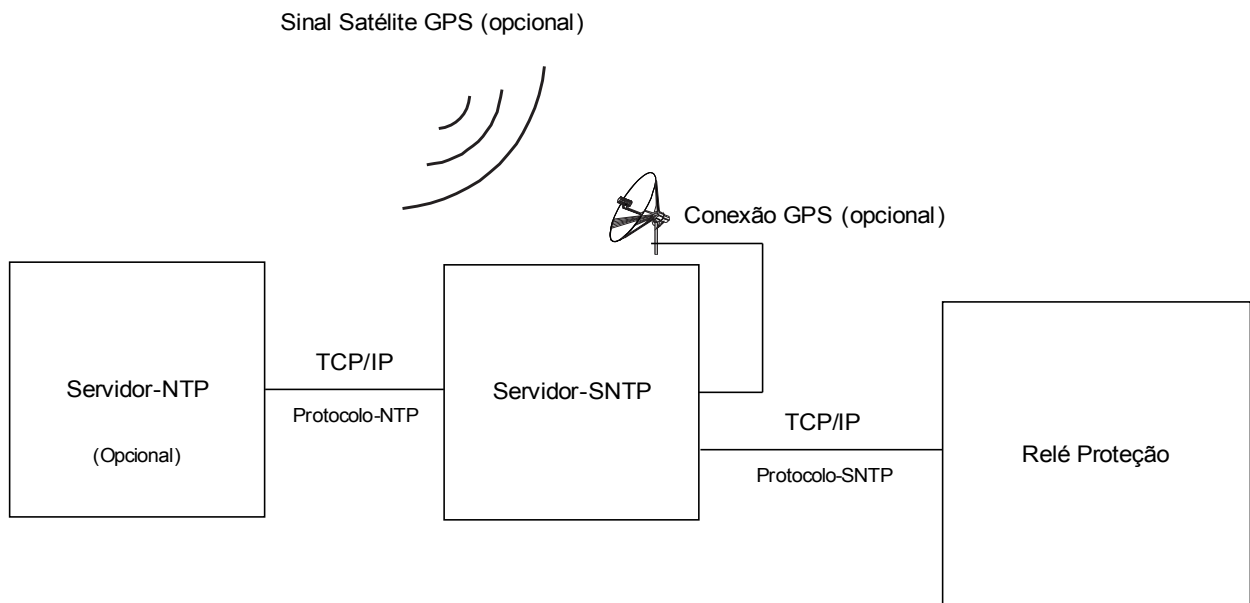 Sinal Satélite GPS (opcional)
Conexão GPS (opcional)
Servidor-NTP
(Opcional)
TCP/IP
Protocolo-NTP
Servidor-SNTP
TCP/IP
Protocolo-SNTP
Relé Proteção